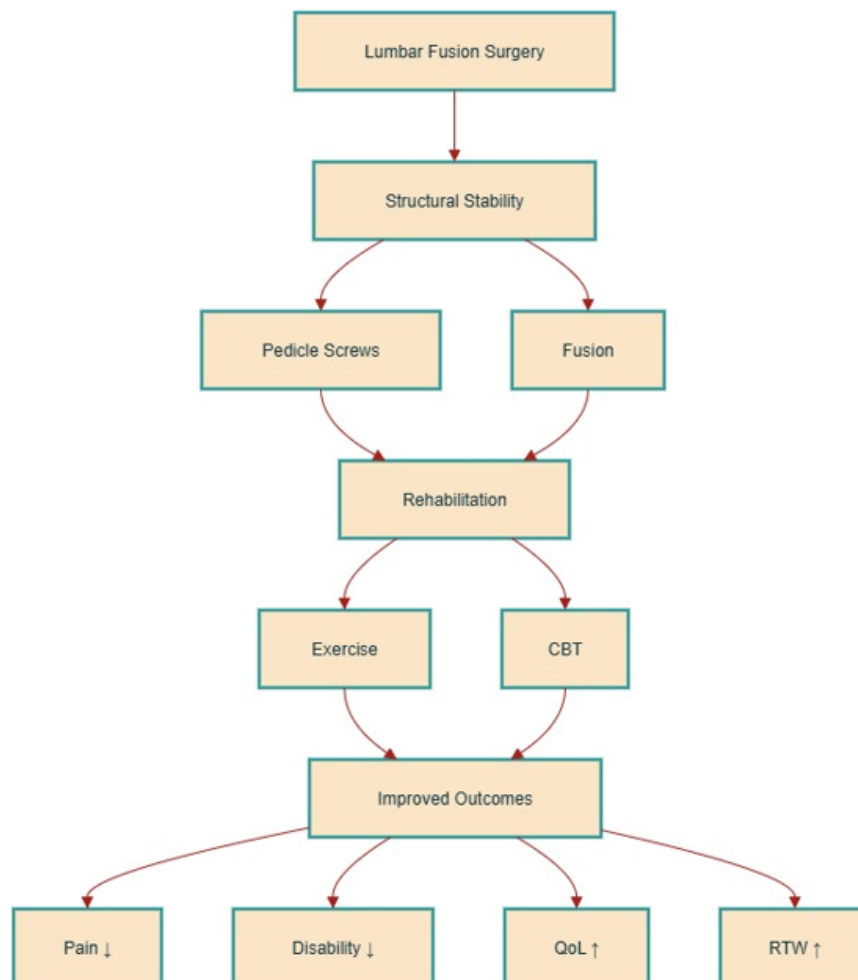 Lumbar Fusion Surgery
Structural Stability
Pedicle Screws
Fusion
Rehabilitation
Exercise
CBT
Improved Outcomes
Pain ↓
Disability ↓
QoL ↑
RTW ↑